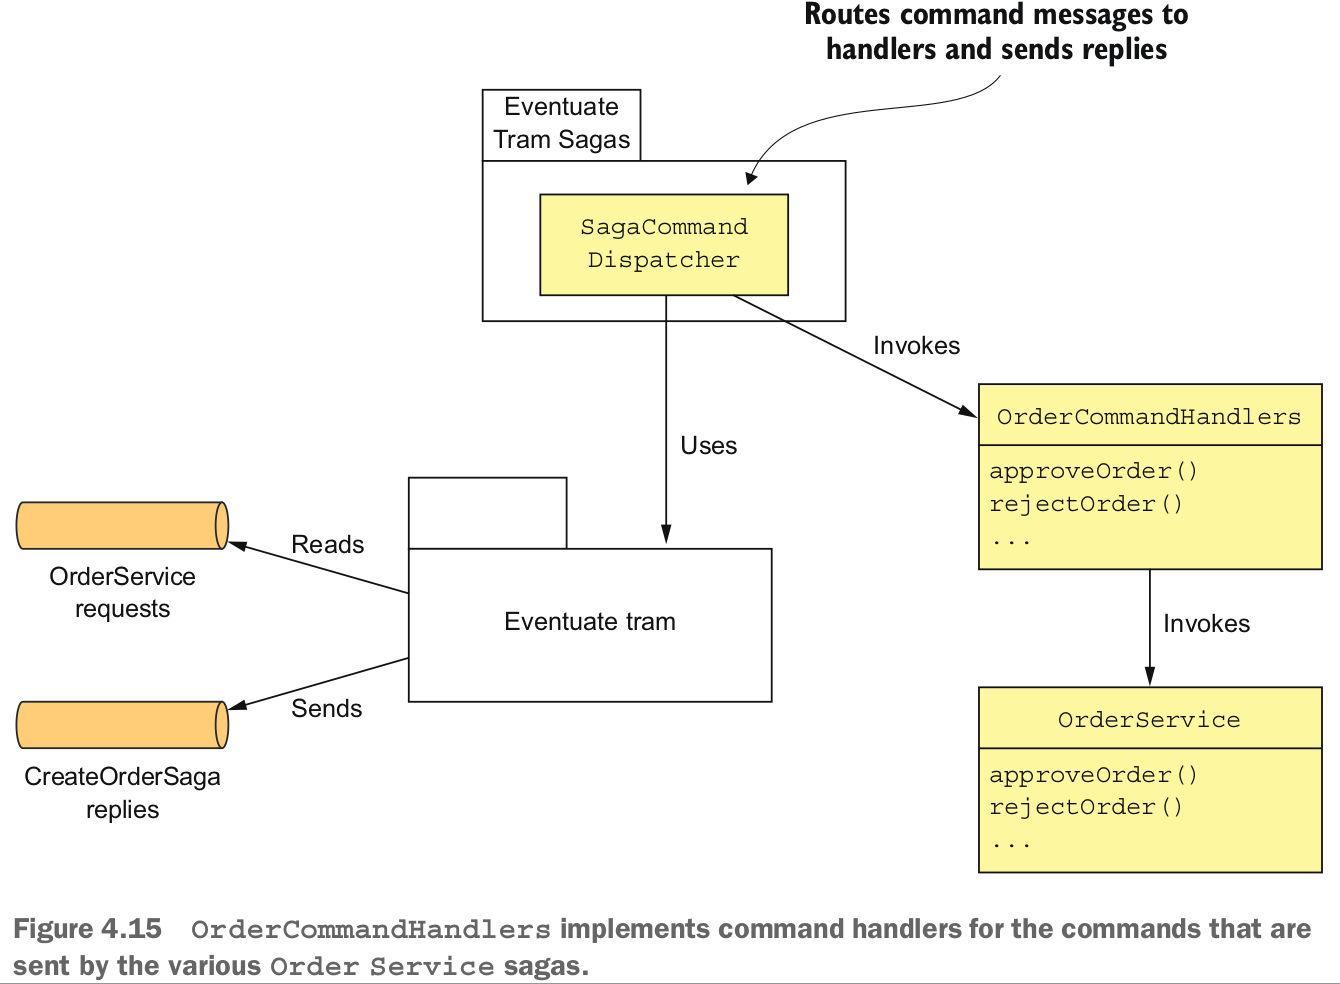 Routes command messages to
handlers and sends replies
Eventuate
Tram Sagas
SagaCommand
Dispatcher
Invokes
OrderCommandHandlers
approveOrder()
rejectOrder()
...
Uses
Reads
OrderService
requests
Eventuate tram
Sends
CreateOrderSaga
replies
Invokes
OrderService
approveOrder()
rejectOrder()
...
Figure 4.15 OrderCommandHandlers implements command handlers for the commands that are
sent by the various Order Service sagas.